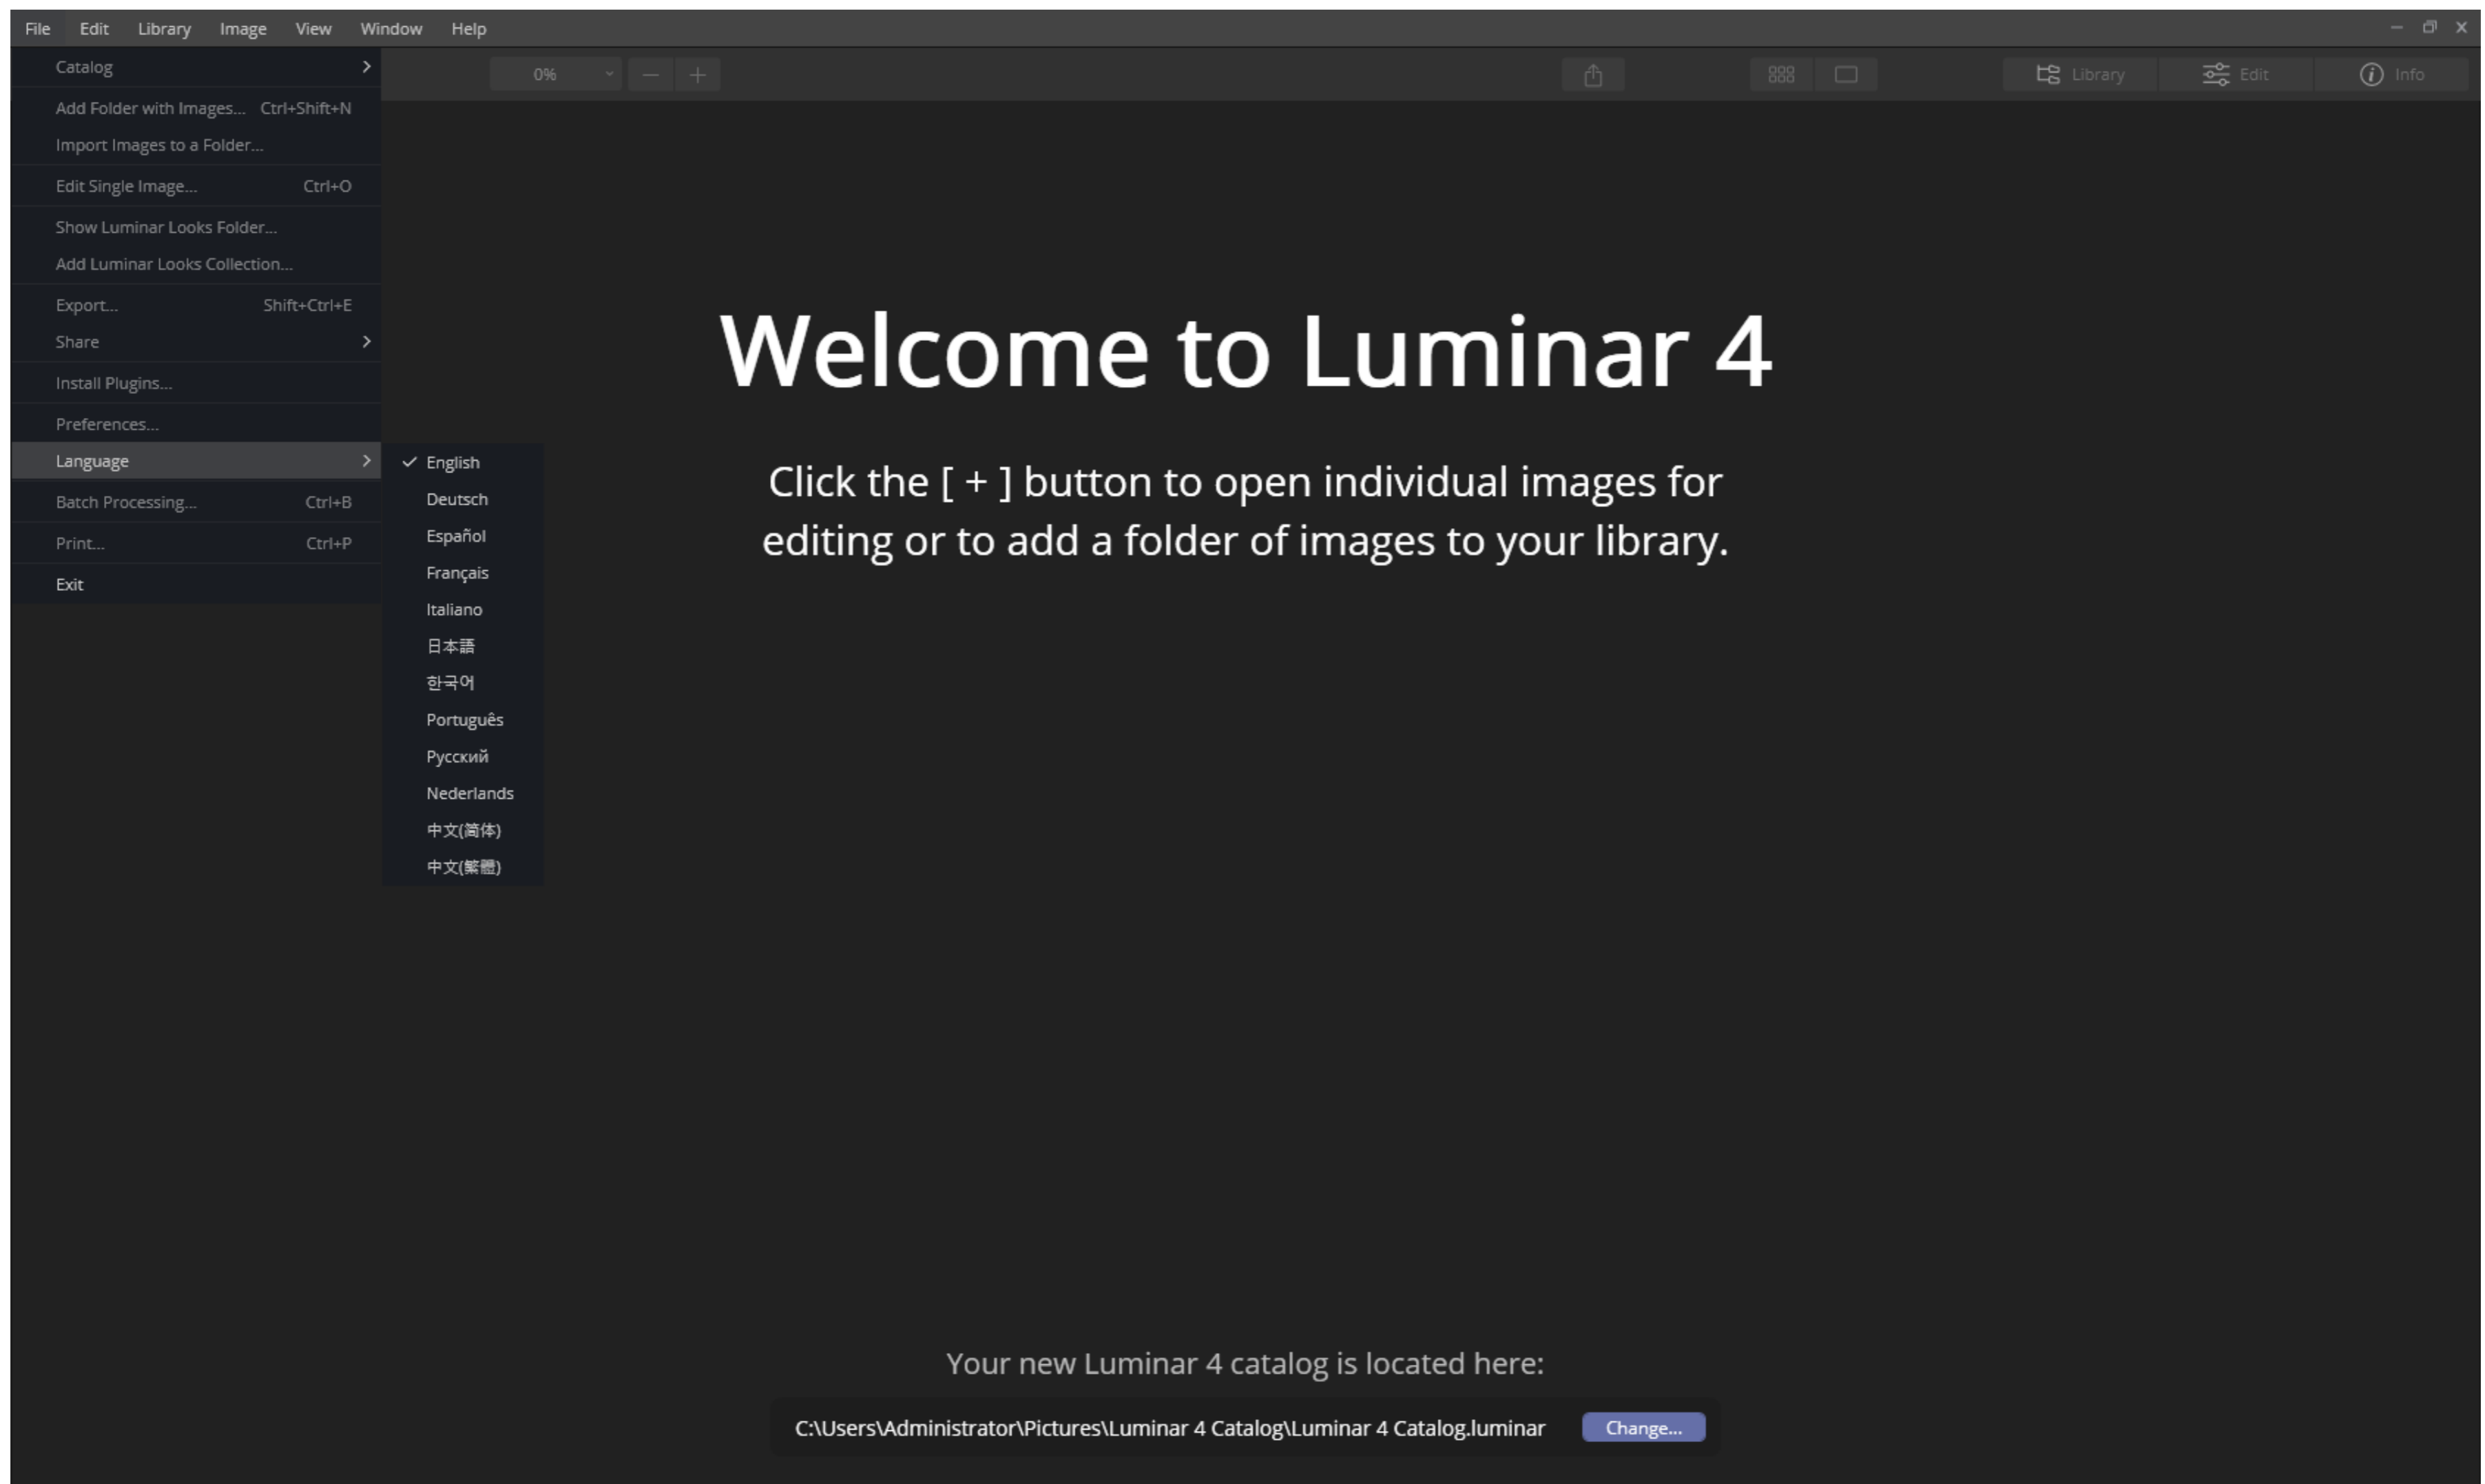 File Edit Library Image View Window Help
0%
Library Edit Info
Catalog
Add Folder with Images... Ctrl+Shift+N
Import Images to a Folder...
Edit Single Image... Ctrl+O
Show Luminar Looks Folder...
Add Luminar Looks Collection...
Export... Shift+Ctrl+E
Share
Install Plugins...
Preferences...
Language
Batch Processing... Ctrl+B
Print... Ctrl+P
Exit
English
Deutsch
Español
Français
Italiano
日本語
한국어
Português
Русский
Nederlands
中文(简体)
中文(繁體)
Welcome to Luminar 4
Click the [ + ] button to open individual images for
editing or to add a folder of images to your library.
Your new Luminar 4 catalog is located here:
C:\Users\Administrator\Pictures\Luminar 4 Catalog\Luminar 4 Catalog.luminar Change...